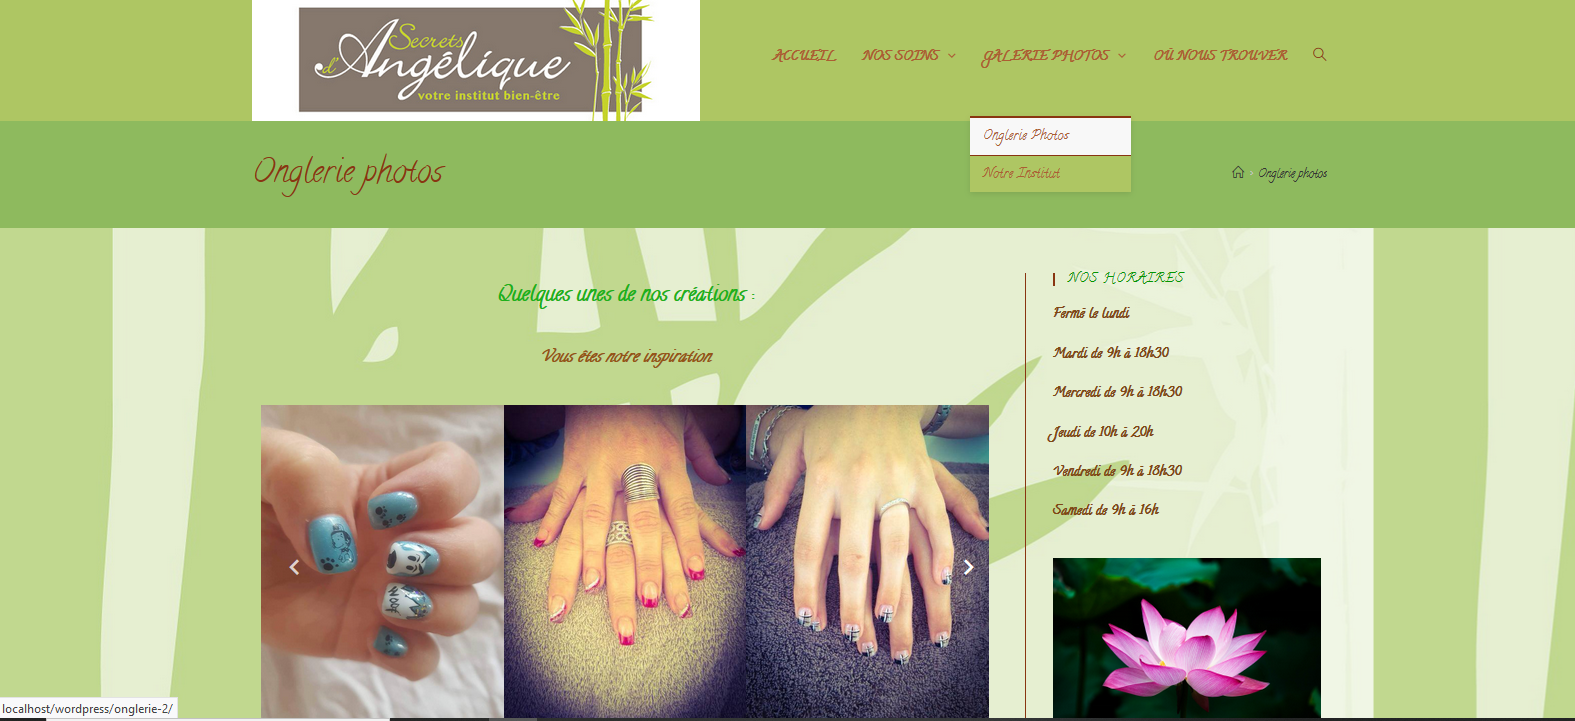 Secrets
d'Angélique
votre institut bien-être
ACCUEIL NOS SOINS GALERIE PHOTOS OÙ NOUS TROUVER
Onglerie Photos
Notre Institut
Onglerie photos
> Onglerie photos
Quelques unes de nos créations :
Vous êtes notre inspiration
NOS HORAIRES
Fermé le lundi
Mardi de 9h à 18h30
Mercredi de 9h à 18h30
Jeudi de 10h à 20h
Vendredi de 9h à 18h30
Samedi de 9h à 16h
localhost/wordpress/onglerie-2/